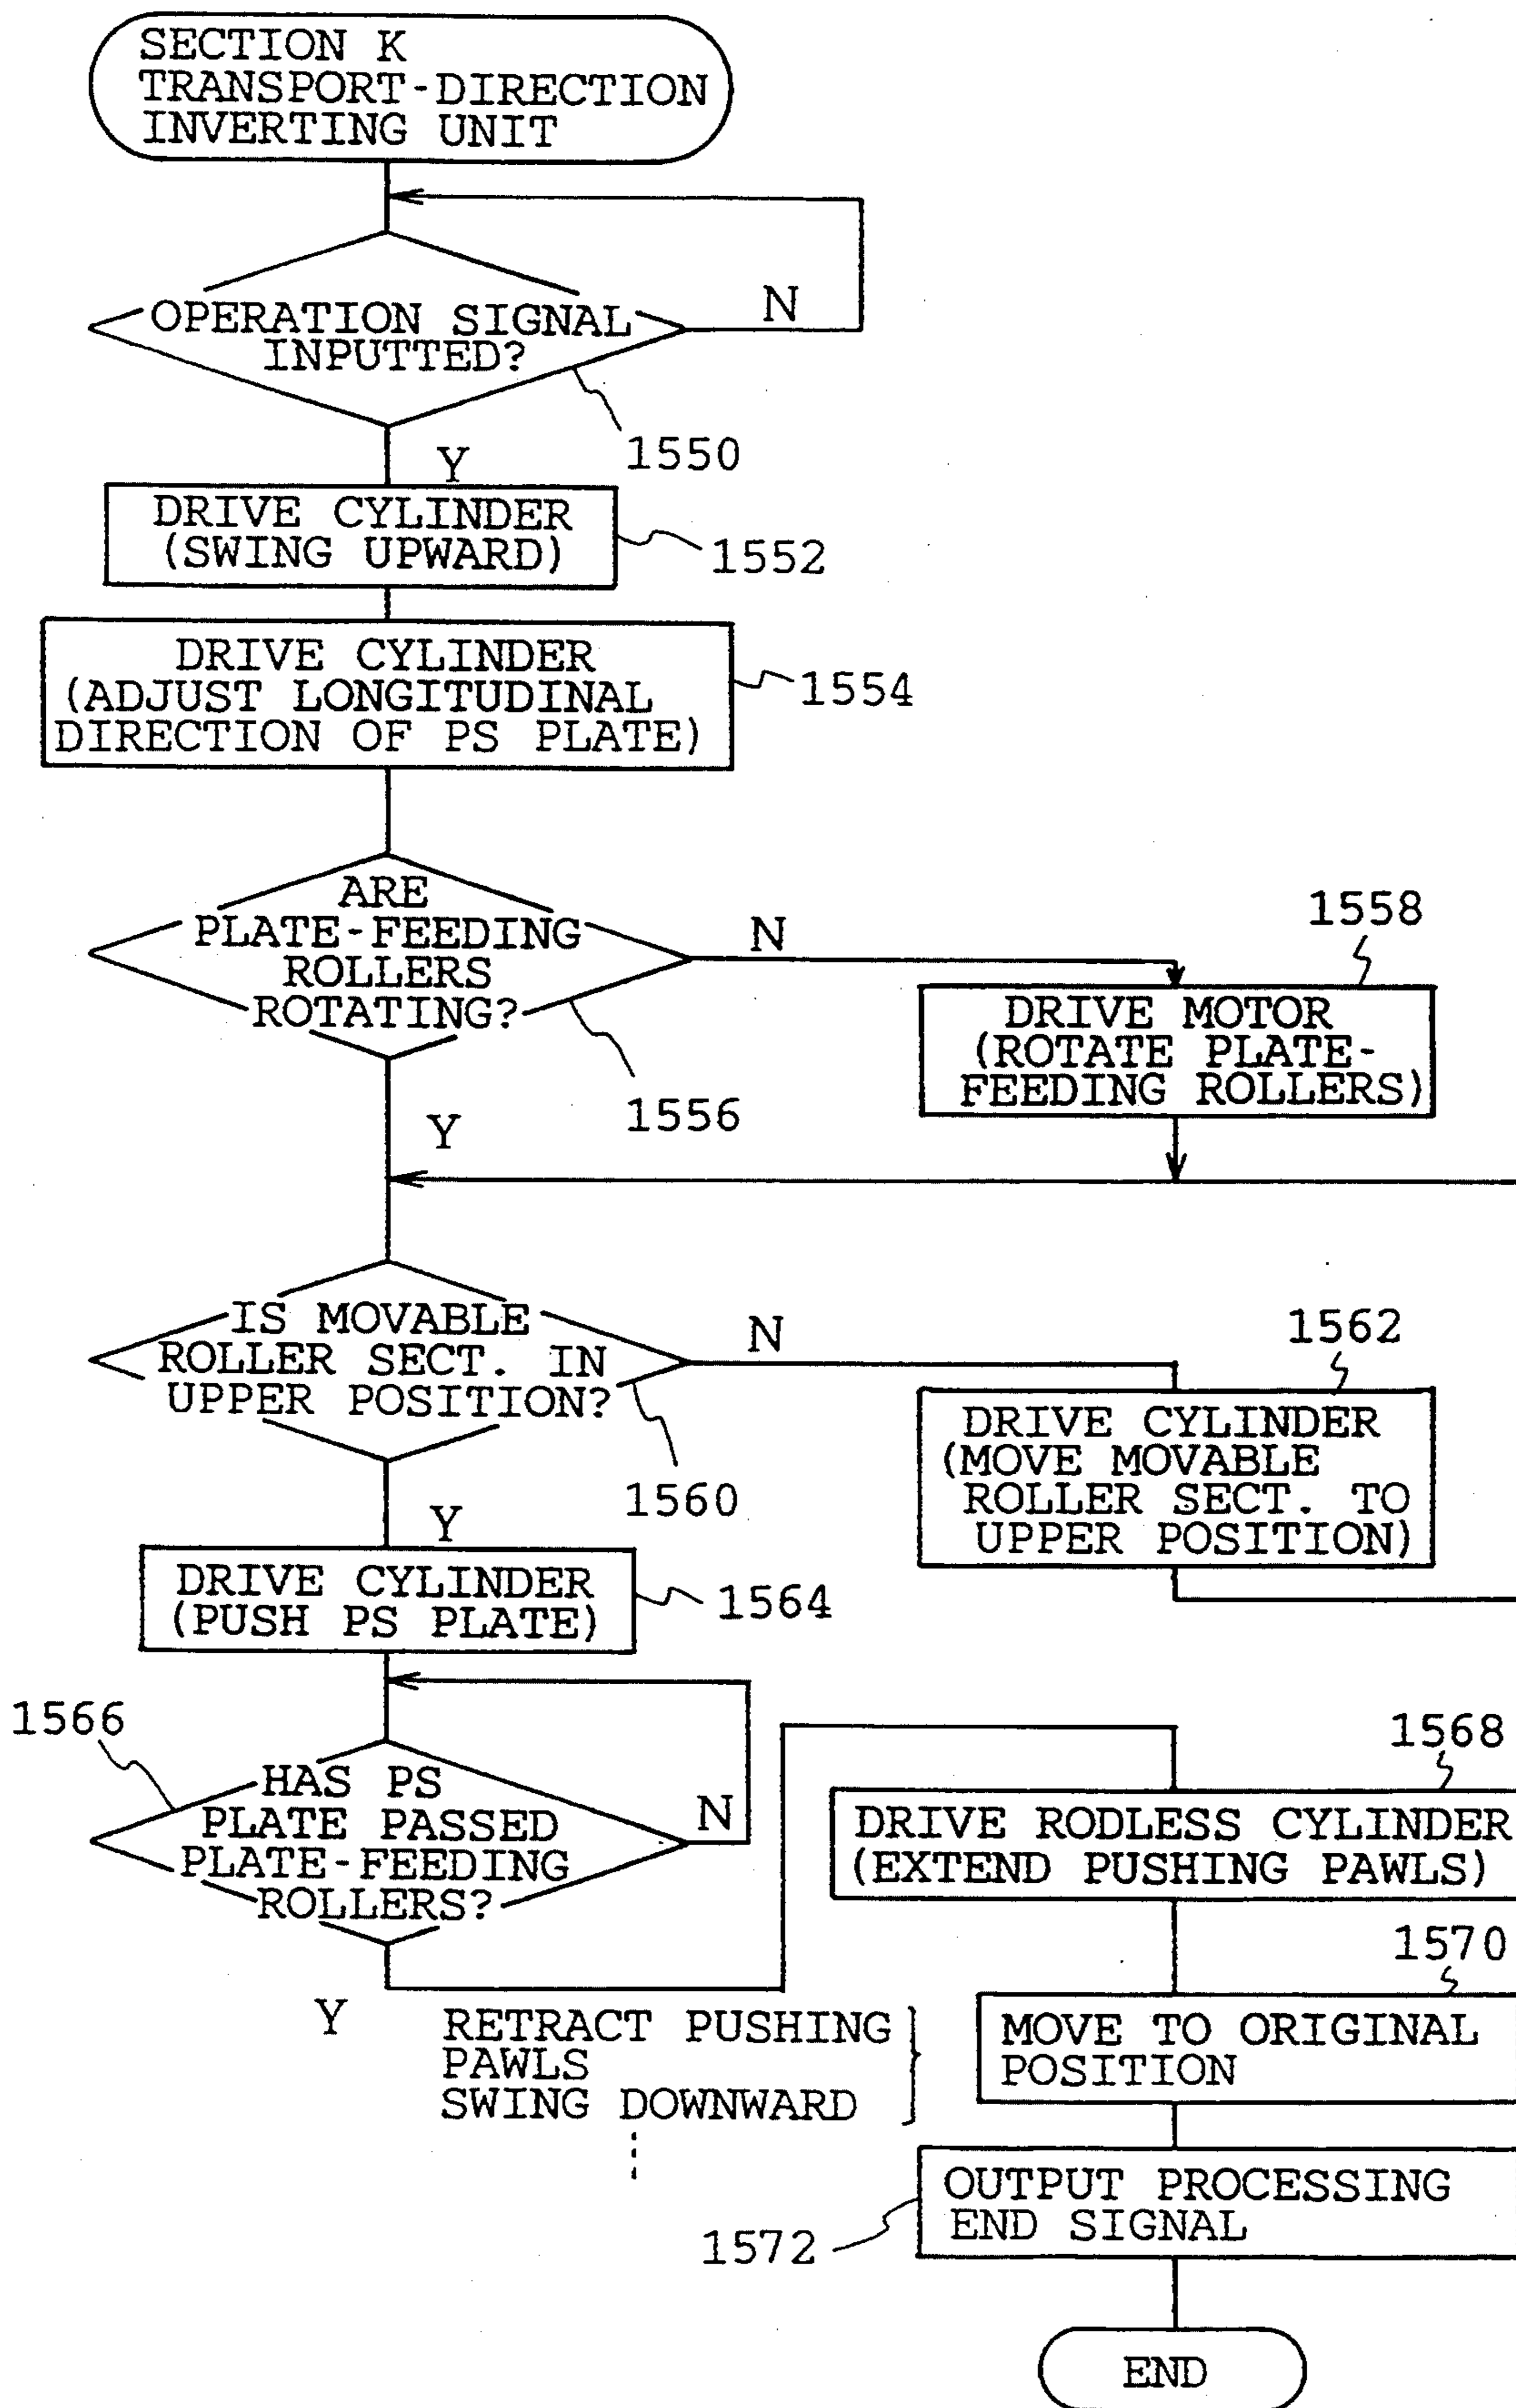 SECTION K
TRANSPORT-DIRECTION
INVERTING UNIT
N
OPERATION SIGNAL
INPUTTED?
1550
Y
DRIVE CYLINDER
(SWING UPWARD)
1552
DRIVE CYLINDER
(ADJUST LONGITUDINAL
DIRECTION OF PS PLATE)
1554
ARE
PLATE-FEEDING
ROLLERS
ROTATING?
N
1556
Y
1558
DRIVE MOTOR
(ROTATE PLATE-
FEEDING ROLLERS)
IS MOVABLE
ROLLER SECT. IN
UPPER POSITION?
N
1560
Y
1562
DRIVE CYLINDER
(MOVE MOVABLE
ROLLER SECT. TO
UPPER POSITION)
DRIVE CYLINDER
(PUSH PS PLATE)
1564
1566
HAS PS
PLATE PASSED
PLATE-FEEDING
ROLLERS?
N
Y
1568
DRIVE RODLESS CYLINDER
(EXTEND PUSHING PAWLS)
1570
RETRACT PUSHING
PAWLS
SWING DOWNWARD
MOVE TO ORIGINAL
POSITION
OUTPUT PROCESSING
END SIGNAL
1572
END